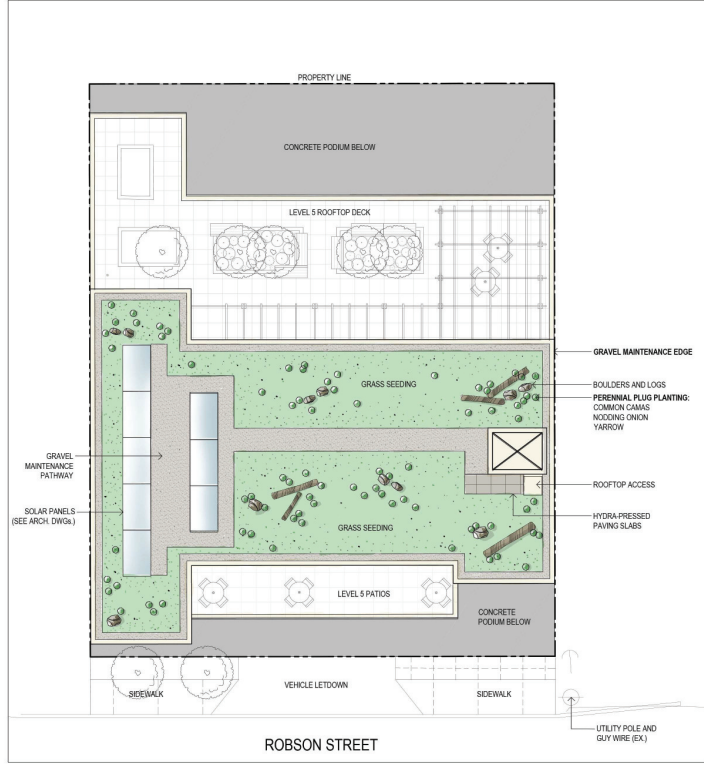 PROPERTY LINE
CONCRETE PODIUM BELOW
LEVEL 5 ROOFTOP DECK
GRAVEL MAINTENANCE EDGE
GRASS SEEDING
BOULDERS AND LOGS
PERENNIAL PLUG PLANTING:
COMMON CAMAS
NODDING ONION
YARROW
GRAVEL
MAINTENANCE
PATHWAY
ROOFTOP ACCESS
SOLAR PANELS
(SEE ARCH. DWGs.)
HYDRA-PRESSED
PAVING SLABS
GRASS SEEDING
LEVEL 5 PATIOS
CONCRETE
PODIUM BELOW
SIDEWALK
VEHICLE LETDOWN
SIDEWALK
UTILITY POLE AND
GUY WIRE (EX.)
ROBSON STREET